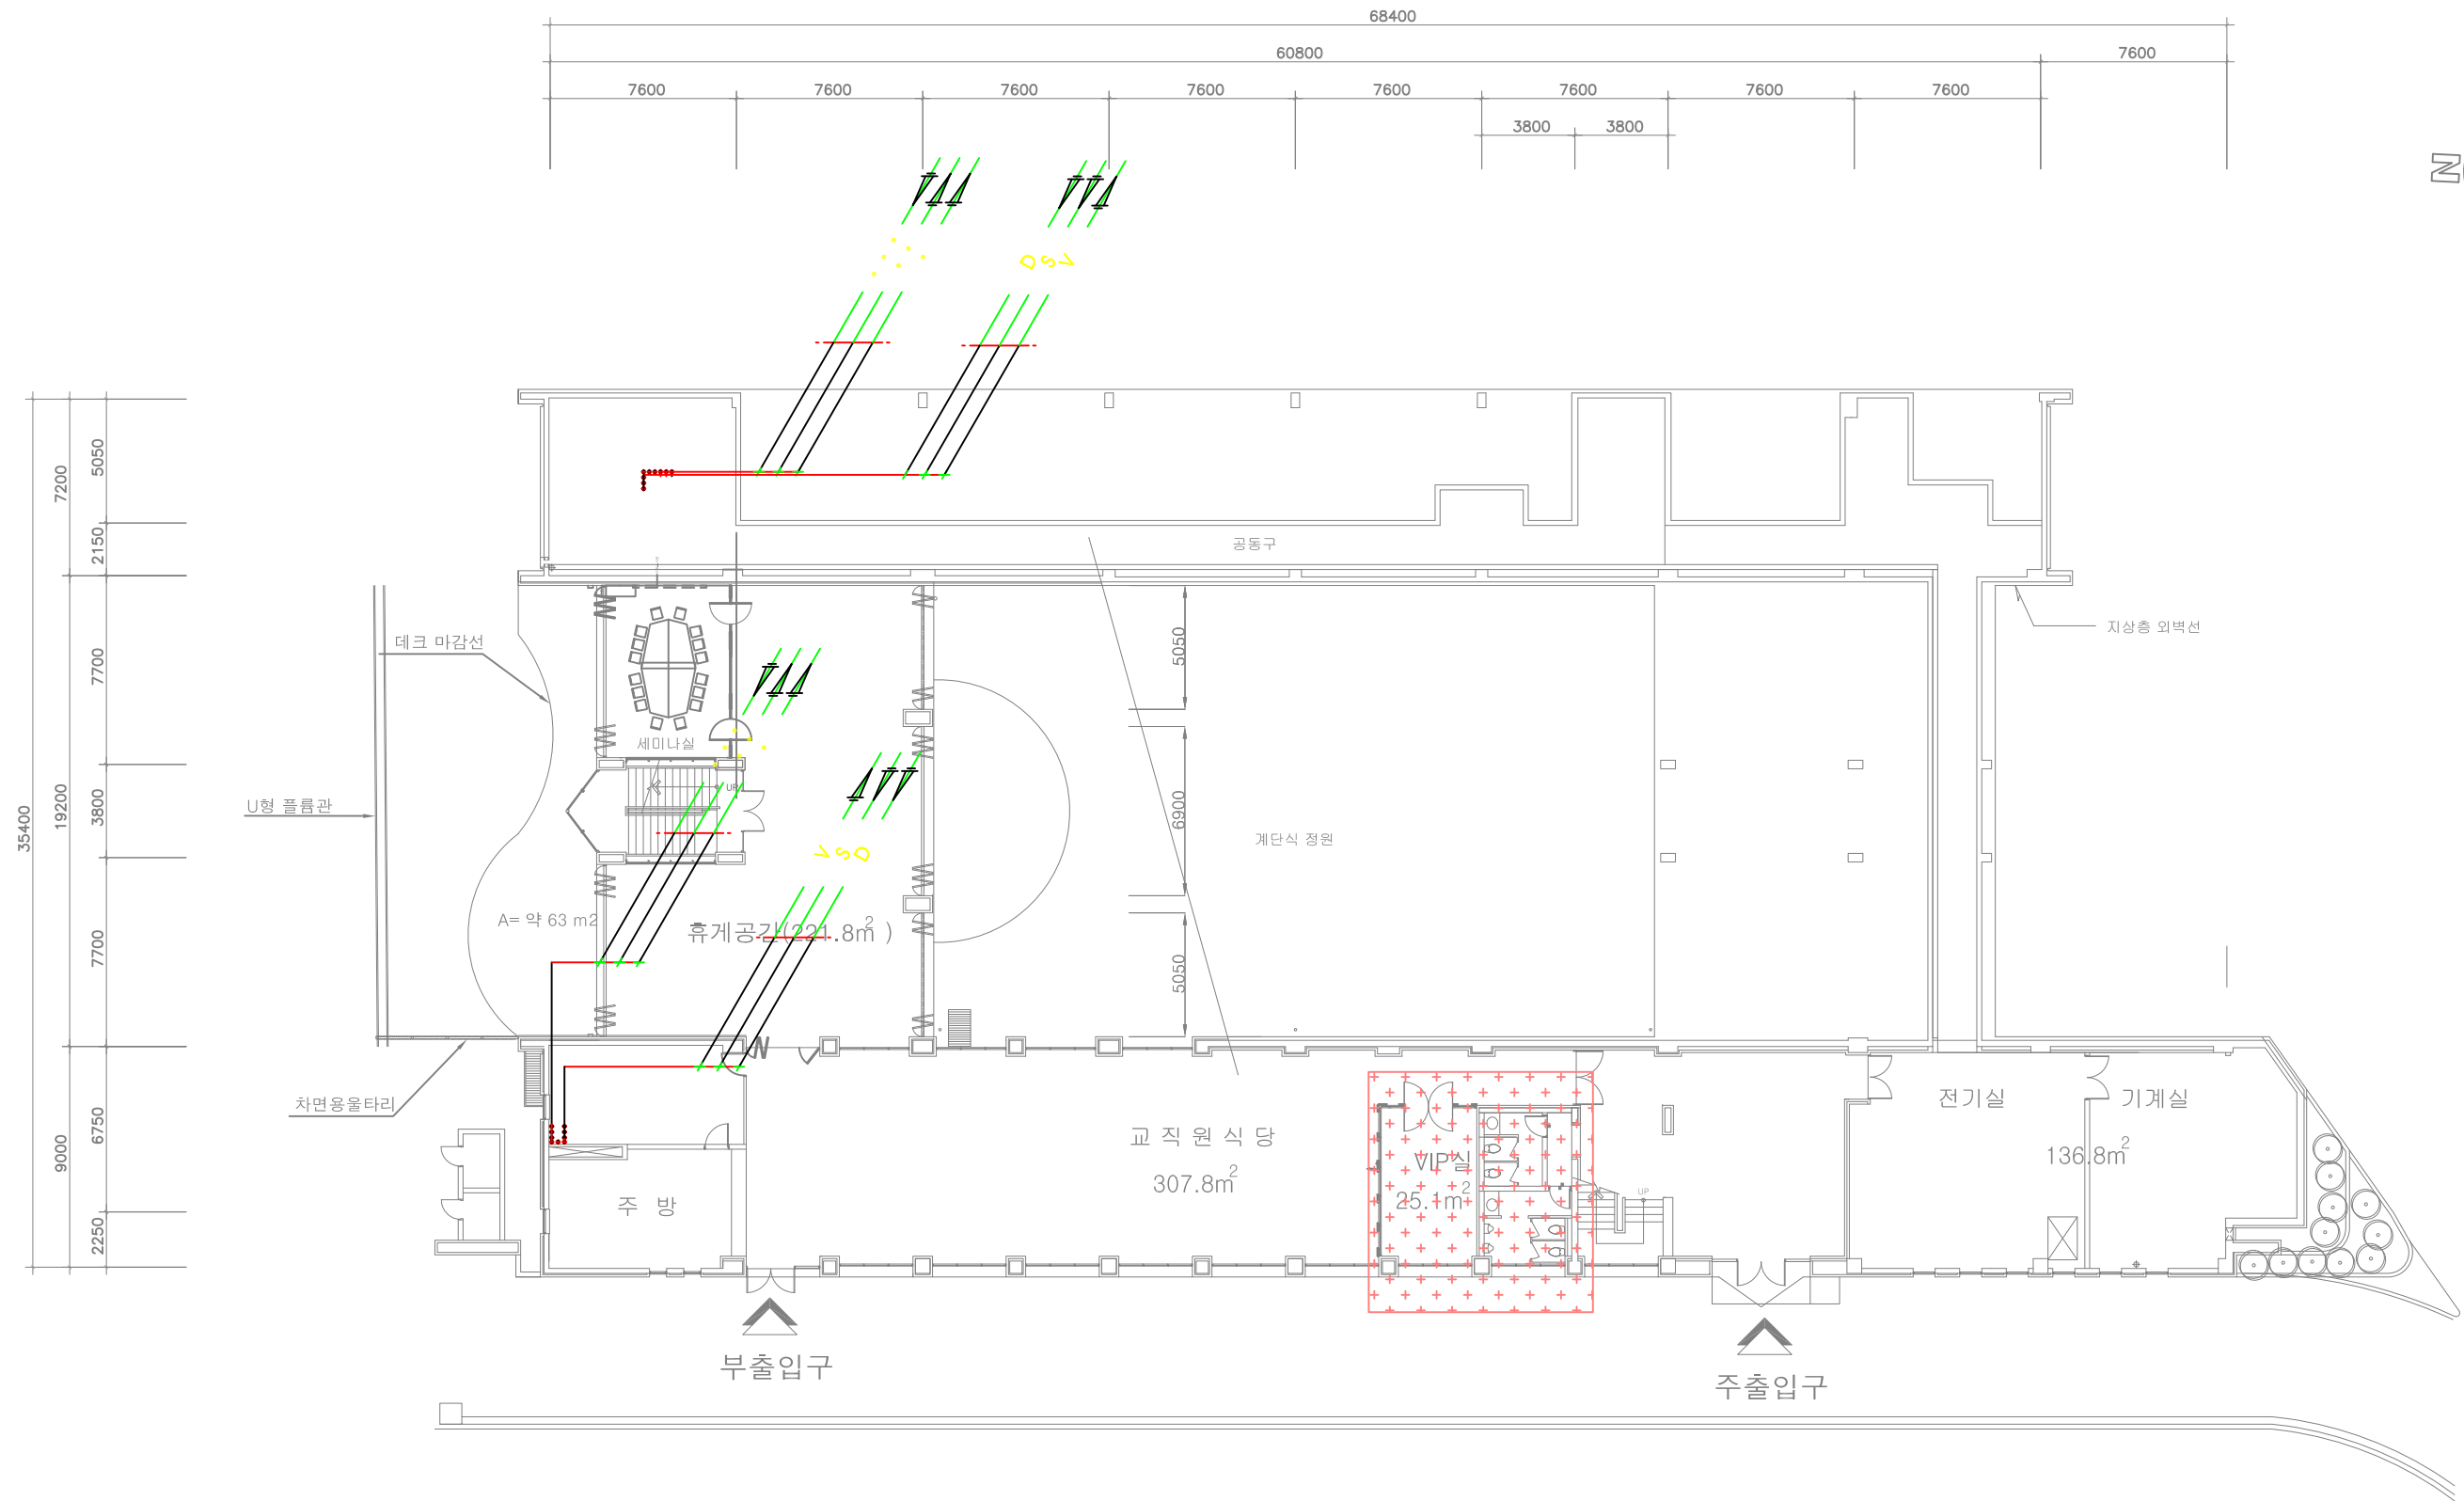 68400
60800 7600
7600 7600 7600 7600 7600 7600 7600 7600
3800 3800
N
D S V
35400
7200 19200 9000
5050 2150 7700 3800 7700 6750 2250
공동구
지상층 외벽선
데크 마감선
세미나실
UP
U형 플륨관
5050
6900
5050
계단식 정원
A= 약 63 m2
V S D
휴게공간(221.8m2 )
차면용울타리
전기실 기계실
136.8m2
교 직 원 식 당
307.8m2
VIP실
25.1m2
UP
주 방
부출입구
주출입구